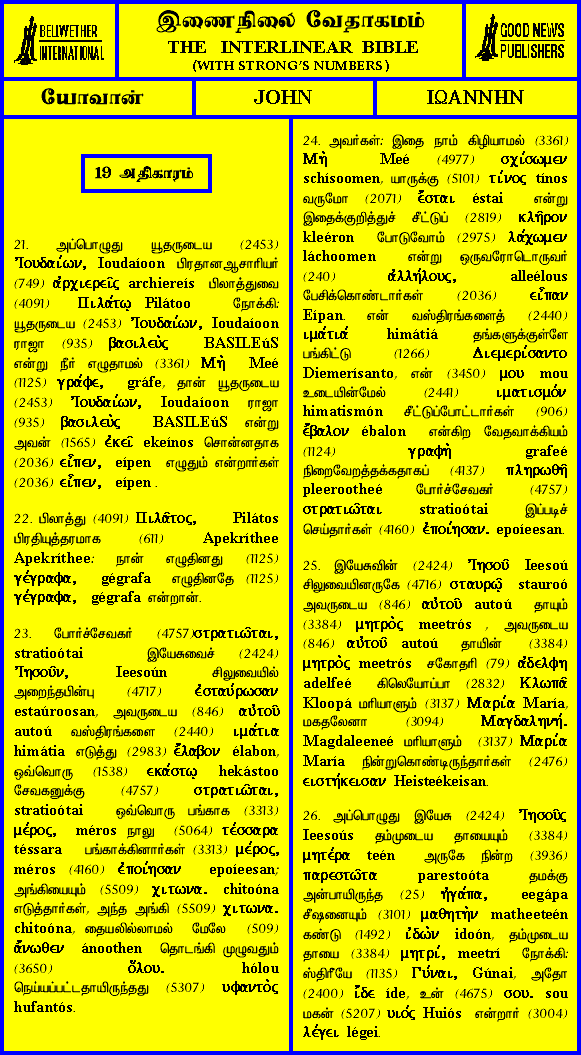 BELLWETHER
INTERNATIONAL
இணைநிலை வேதாகமம்
THE INTERLINEAR BIBLE
(WITH STRONG'S NUMBERS)
GOOD NEWS
PUBLISHERS
யோவான்
JOHN
ΙΩΑΝΝΗΝ
19 அதிகாரம்
21. அப்பொழுது யூதருடைய (2453)
Ἰουδαίων, Ioudaíoon பிரதானஆசாரியர்
(749) ἀρχιερεῖς archiereís பிலாத்துவை
(4091) Πιλάτῳ Pilátoo நோக்கி:
யூதருடைய (2453) Ἰουδαίων, Ioudaíoon
ராஜா (935) βασιλεὺς BASILEúS
என்று நீர் எழுதாமல் (3361) Μὴ Meé
(1125) γράφε, gráfe, தான் யூதருடைய
(2453) Ἰουδαίων, Ioudaíoon ராஜா
(935) βασιλεὺς BASILEúS என்று
அவன் (1565) ἐκεῖ ekeínos சொன்னதாக
(2036) εἶπεν, eípen எழுதும் என்றார்கள்
(2036) εἶπεν, eípen .
22. பிலாத்து (4091) Πιλᾶτος, Pilátos
பிரதியுத்தரமாக (611) Apekríthee
Apekríthee: நான் எழுதினது (1125)
γέγραφα, gégrafa எழுதினதே (1125)
γέγραφα, gégrafa என்றான்.
23. போர்ச்சேவகர் (4757)στρατιῶται,
stratioótai இயேசுவைச் (2424)
Ἰησοῦν, Ieesoún சிலுவையில்
அறைந்தபின்பு (4717) ἐσταύρωσαν
estaúroosan, அவருடைய (846) αὐτοῦ
autoú வஸ்திரங்களை (2440) ιμάτια
himátia எடுத்து (2983) ἔλαβον élabon,
ஒவ்வொரு (1538) εκάστῳ hekástoo
சேவகனுக்கு (4757) στρατιῶται,
stratioótai ஒவ்வொரு பங்காக (3313)
μέρος, méros நாலு (5064) τέσσαρα
téssara பங்காக்கினார்கள் (3313) μέρος,
méros (4160) ἐποίησαν epoíeesan;
அங்கியையும் (5509) χιτωνα. chitoóna
எடுத்தார்கள், அந்த அங்கி (5509) χιτωνα.
chitoóna, தையலில்லாமல் மேலே (509)
ἄνωθεν ánoothen தொடங்கி முழுவதும்
(3650) ὅλου. hólou
நெய்யப்பட்டதாயிருந்தது (5307) υφαντὸς
hufantós.
24. அவர்கள்: இதை நாம் கிழியாமல் (3361)
Μὴ Meé (4977) σχίσωμεν
schísoomen, யாருக்கு (5101) τίνος tínos
வருமோ (2071) ἔσται éstai என்று
இதைக்குறித்துச் சீட்டுப் (2819) κλῆρον
kleéron போடுவோம் (2975) λάχωμεν
láchoomen என்று ஒருவரோடொருவர்
(240) ἀλλήλους, alleélous
பேசிக்கொண்டார்கள் (2036) εἶπαν
Eípan. என் வஸ்திரங்களைத் (2440)
ιμάτιά himátiá தங்களுக்குள்ளே
பங்கிட்டு (1266) Διεμερίσαντο
Diemerísanto, என் (3450) μου mou
உடையின்மேல் (2441) ιματισμόν
himatismón சீட்டுப்போட்டார்கள் (906)
ἔβαλον ébalon என்கிற வேதவாக்கியம்
(1124) γραφὴ grafeé
நிறைவேறத்தக்கதாகப் (4137) πληρωθῆ
pleerootheé போர்ச்சேவகர் (4757)
στρατιῶται stratioótai இப்படிச்
செய்தார்கள் (4160) ἐποίησαν. epoíeesan.
25. இயேசுவின் (2424) Ἰησοῦ Ieesoú
சிலுவையினருகே (4716) σταυρῷ stauroó
அவருடைய (846) αὐτοῦ autoú தாயும்
(3384) μητρὸς meetrós , அவருடைய
(846) αὐτοῦ autoú தாயின் (3384)
μητρὸς meetrós சகோதரி (79) ἀδελφη
adelfeé கிலெயோப்பா (2832) Κλωπᾶ
Kloopá மரியாளும் (3137) Μαρία María,
மகதலேனா (3094) Μαγδαληνή.
Magdaleeneé மரியாளும் (3137) Μαρία
María நின்றுகொண்டிருந்தார்கள் (2476)
ειστήκεισαν Heisteékeisan.
26. அப்பொழுது இயேசு (2424) Ἰησοῦς
Ieesoús தம்முடைய தாயையும் (3384)
μητέρα teén அருகே நின்ற (3936)
παρεστῶτα parestoóta தமக்கு
அன்பாயிருந்த (25) ἠγάπα, eegápa
சீஷனையும் (3101) μαθητὴν matheeteén
கண்டு (1492) ἰδὼν idoón, தம்முடைய
தாயை (3384) μητρί, meetrí நோக்கி:
ஸ்திரீயே (1135) Γύναι, Gúnai, அதோ
(2400) ἴδε íde, உன் (4675) σου. sou
மகன் (5207) υιός Huiós என்றார் (3004)
λέγει légei.